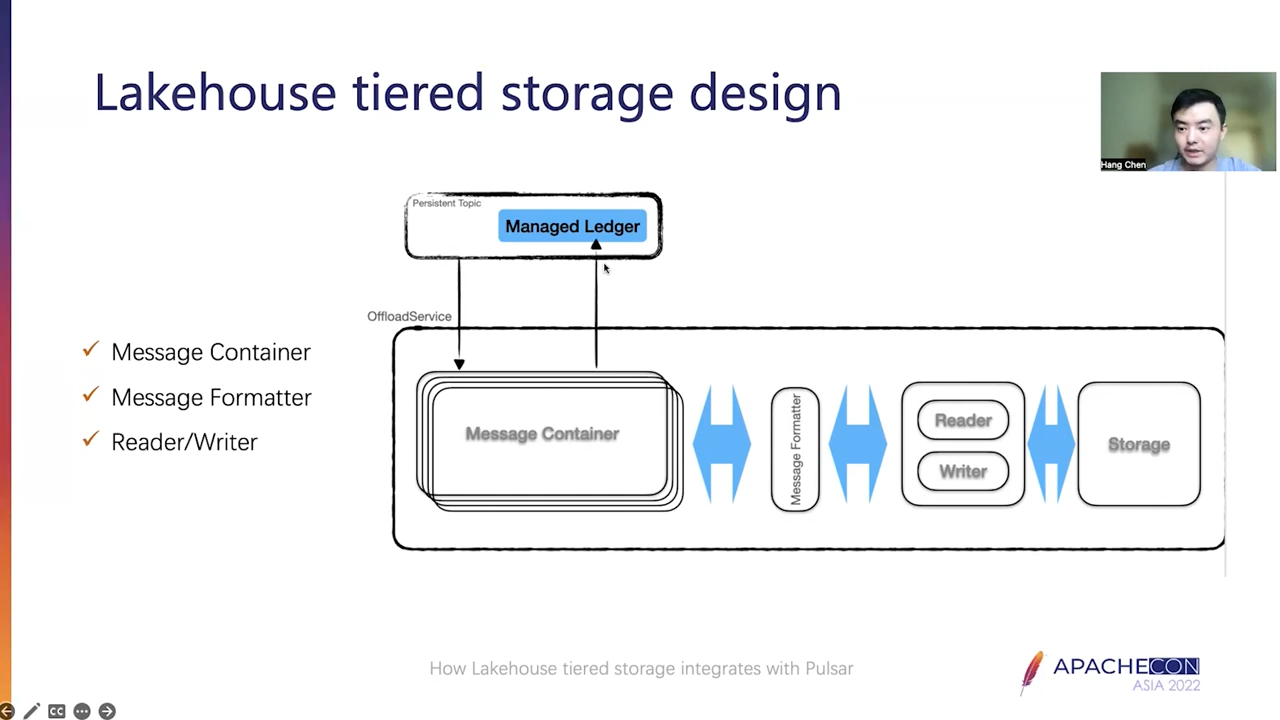 Lakehouse tiered storage design
Hang Chen
Persistent Topic
Managed Ledger
OffloadService
Message Container
Message Formatter
Reader/Writer
Message Container
Message Formatter
Reader
Writer
Storage
How Lakehouse tiered storage integrates with Pulsar
APACHECON
ASIA 2022
CC